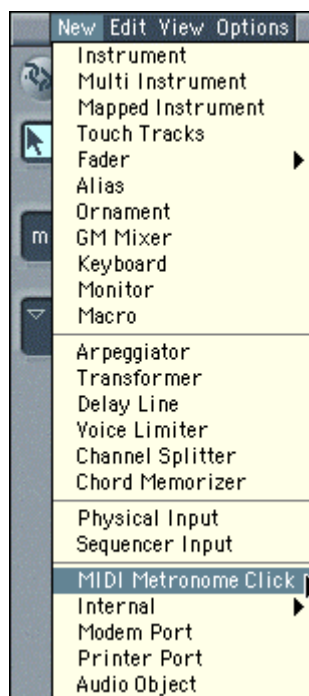 New Edit View Options
Instrument
Multi Instrument
Mapped Instrument
Touch Tracks
Fader
Alias
Ornament
GM Mixer
Keyboard
Monitor
Macro
Arpeggiator
Transformer
Delay Line
Voice Limiter
Channel Splitter
Chord Memorizer
Physical Input
Sequencer Input
MIDI Metronome Click
Internal
Modem Port
Printer Port
Audio Object
m